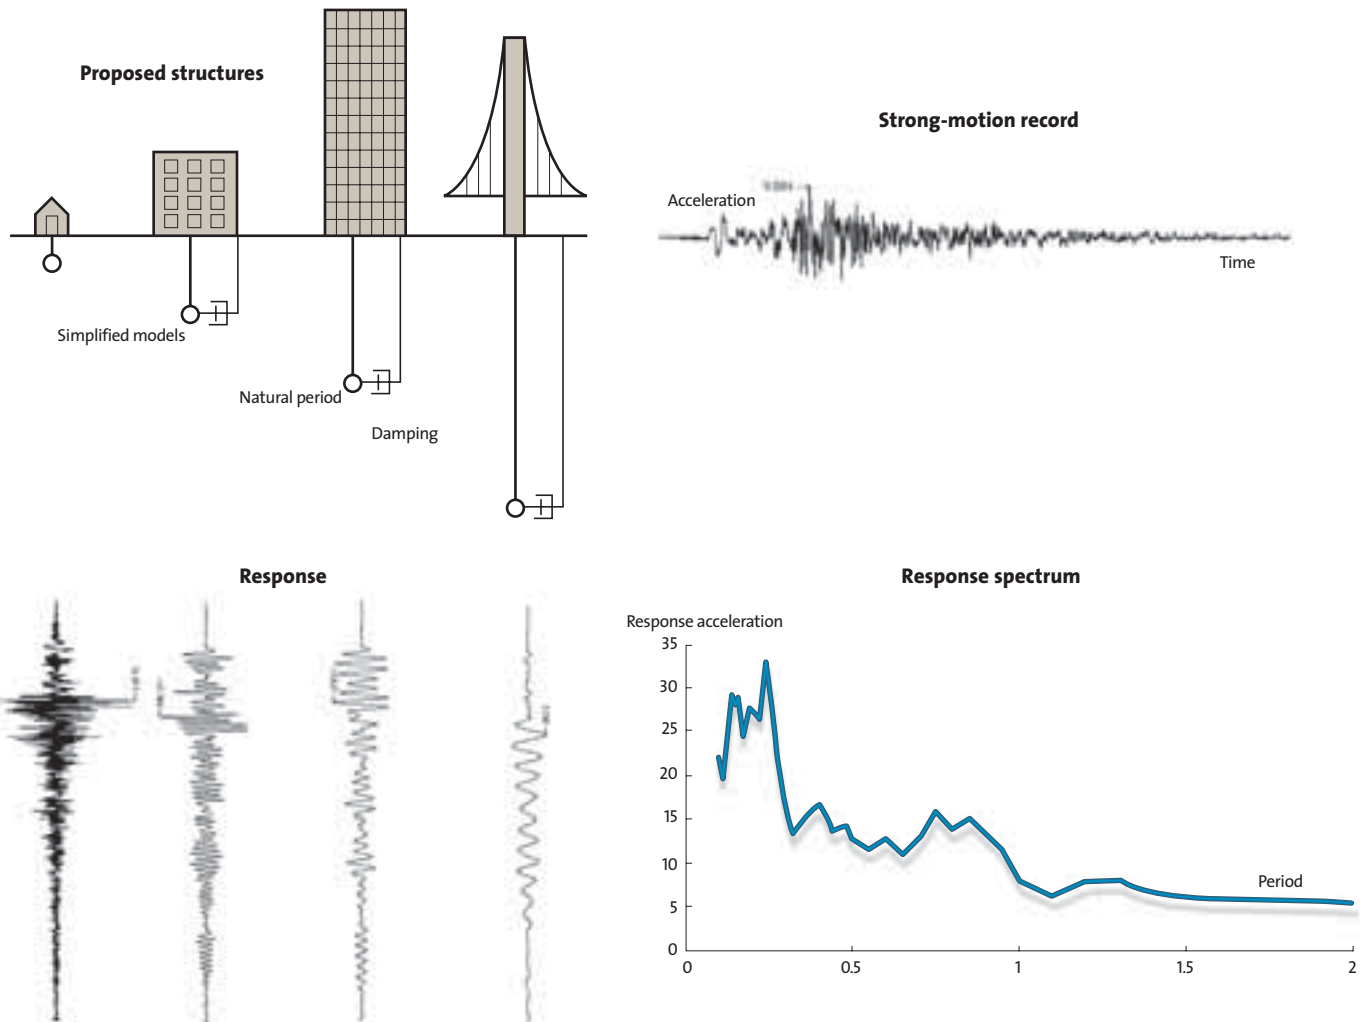 Proposed structures
Simplified models
Natural period
Damping
Strong-motion record
Acceleration
Time
Response
Response spectrum
Response acceleration
35
30
25
20
15
10
5
0
Period
0
0.5
1
1.5
2